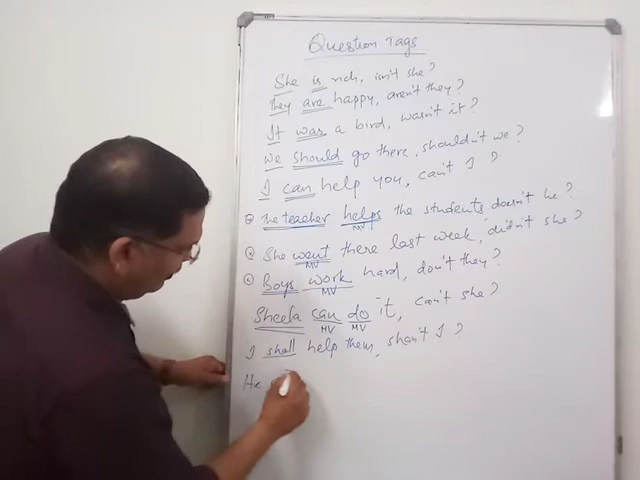 Question Tags
She is rich, isn't she?
They are happy, aren't they?
It was a bird, wasn't it?
We should go there, shouldn't we?
I can help you, can't I?
The teacher helps the students, doesn't he?
MV
She went there last week, didn't she?
MV
Boys work hard, don't they?
MV
Sheela can do it, can't she?
HV MV
I shall help them, shan't I?
He